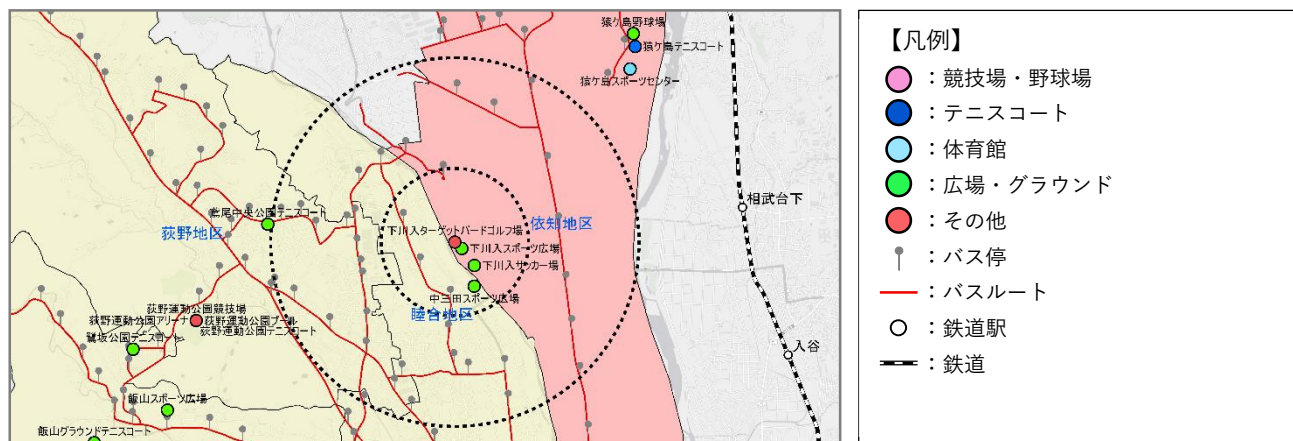 猿ケ島野球場
猿ケ島テニスコート
猿ケ島スポーツセンター
相武台下
鳶尾中央公園テニスコート
荻野地区
依知地区
下川入ターゲットバードゴルフ場
下川入スポーツ広場
下川入サッカー場
中三田スポーツ広場
睦合地区
荻野運動公園競技場
荻野運動公園アリーナ
荻野運動公園プール
荻野運動公園テニスコート
鷺坂公園テニスコート
入谷
飯山スポーツ広場
飯山グラウンドテニスコート
【凡例】
：競技場・野球場
：テニスコート
：体育館
：広場・グラウンド
：その他
：バス停
：バスルート
：鉄道駅
：鉄道